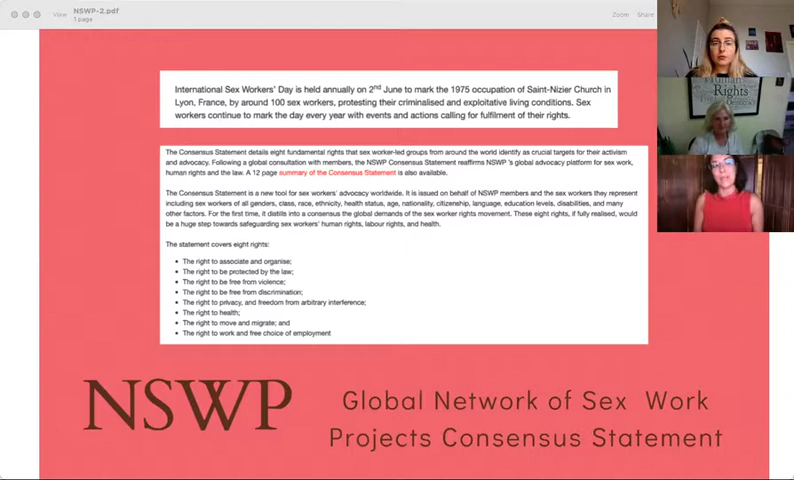 NSWP-2.pdf
View
1 page
Zoom
Share
International Sex Workers' Day is held annually on 2nd June to mark the 1975 occupation of Saint-Nizier Church in
Lyon, France, by around 100 sex workers, protesting their criminalised and exploitative living conditions. Sex
workers continue to mark the day every year with events and actions calling for fulfilment of their rights.
The Consensus Statement details eight fundamental rights that sex worker-led groups from around the world identify as crucial targets for their activism
and advocacy. Following a global consultation with members, the NSWP Consensus Statement reaffirms NSWP 's global advocacy platform for sex work,
human rights and the law. A 12 page summary of the Consensus Statement is also available.
The Consensus Statement is a new tool for sex workers' advocacy worldwide. It is issued on behalf of NSWP members and the sex workers they represent
including sex workers of all genders, class, race, ethnicity, health status, age, nationality, citizenship, language, education levels, disabilities, and many
other factors. For the first time, it distills into a consensus the global demands of the sex worker rights movement. These eight rights, if fully realised, would
be a huge step towards safeguarding sex workers' human rights, labour rights, and health.
The statement covers eight rights:
• The right to associate and organise;
• The right to be protected by the law;
• The right to be free from violence;
• The right to be free from discrimination;
• The right to privacy, and freedom from arbitrary interference;
• The right to health;
• The right to move and migrate; and
• The right to work and free choice of employment
NSWP
Global Network of Sex Work
Projects Consensus Statement
Human
Rights